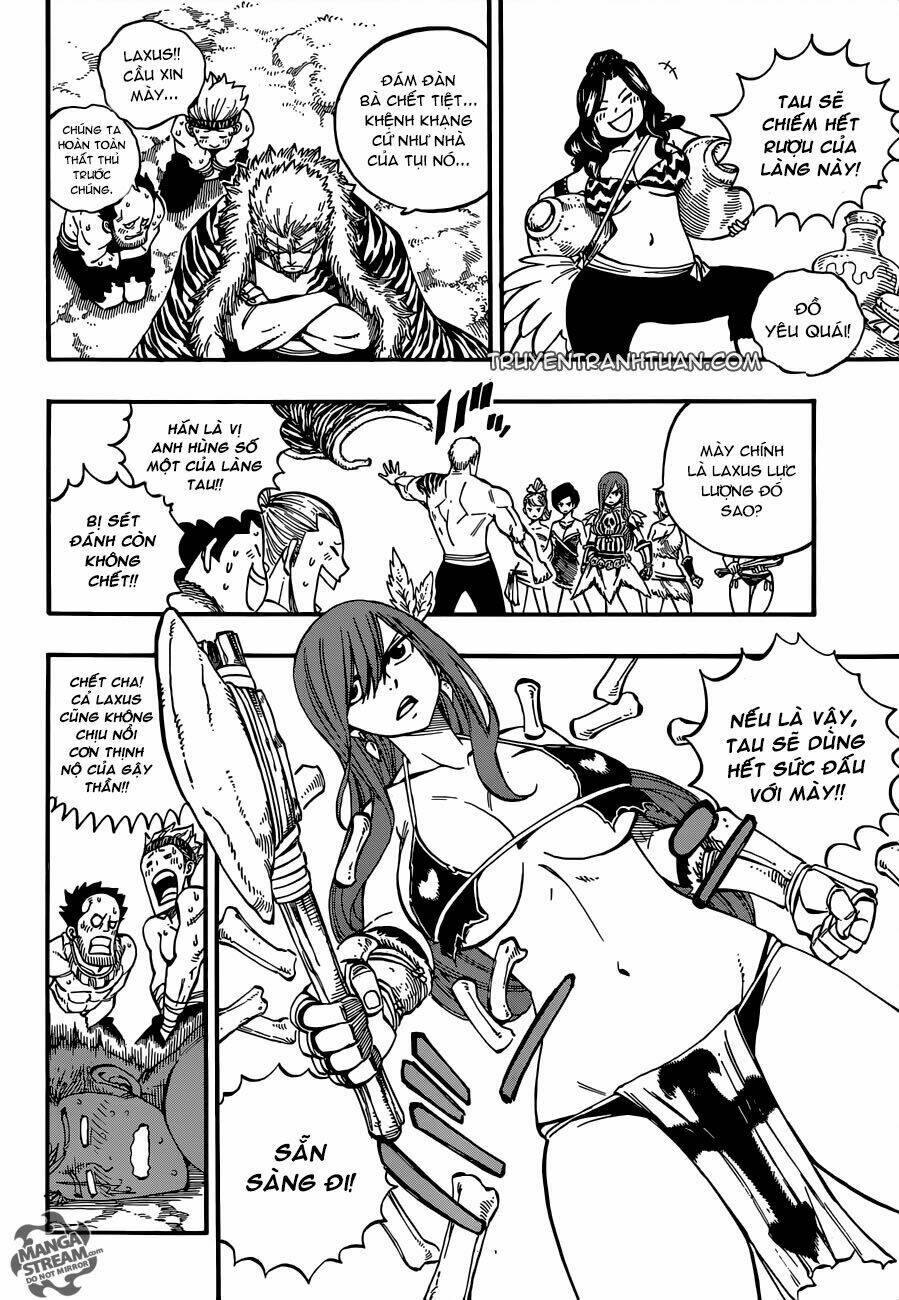 TAU SẼ
CHIẾM HẾT
RƯỢU CỦA
LÀNG NÀY!
ĐỒ
YÊU QUÁI!
ĐÁM ĐÀN
BÀ CHẾT TIỆT...
KHỆNH KHẠNG
CỨ NHƯ NHÀ
CỦA TỤI NÓ...
LAXUS!!
CẦU XIN
MÀY...
CHÚNG TA
HOÀN TOÀN
THẤT THỦ
TRƯỚC
CHÚNG.
TRUYENTRANHTUAN.COM
MÀY CHÍNH
LÀ LAXUS LỰC
LƯỢNG ĐÓ
SAO?
HẮN LÀ VỊ
ANH HÙNG SỐ
MỘT CỦA LÀNG
TAU!!
BỊ SÉT
ĐÁNH CÒN
KHÔNG
CHẾT!!
NẾU LÀ VẬY,
TAU SẼ DÙNG
HẾT SỨC ĐẤU
VỚI MÀY!!
SẴN
SÀNG ĐI!
CHẾT CHA!
CẢ LAXUS
CŨNG KHÔNG
CHỊU NỔI
CƠN THỊNH
NỘ CỦA GẬY
THẦN!!
MANGA
STREAM.com
DO NOT MIRROR